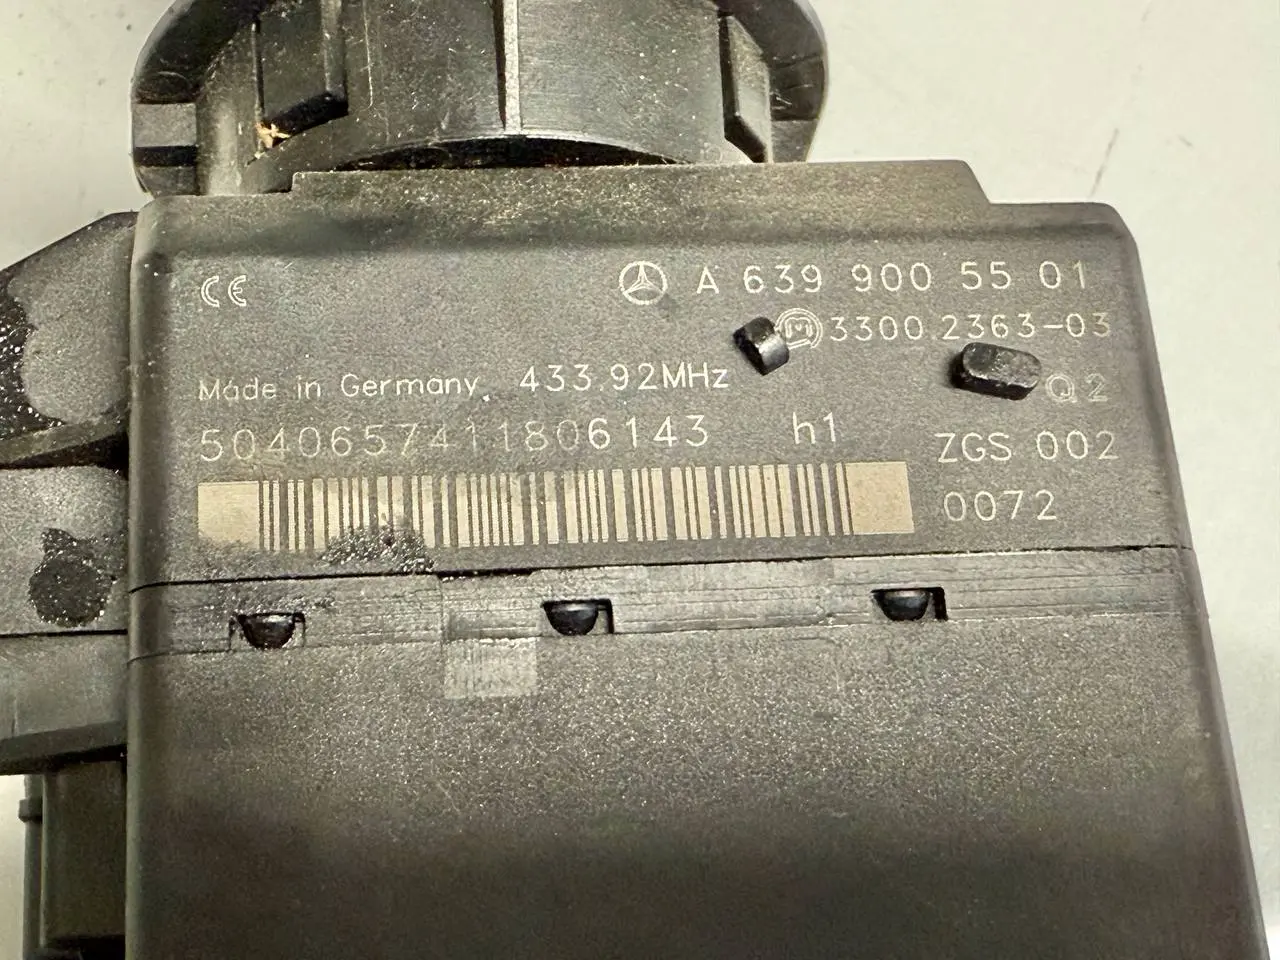 CE
A 639 900 55 01
M 3300.2363-03
Made in Germany 433.92MHz
Q2
5040657411806143 h1
ZGS 002
0072